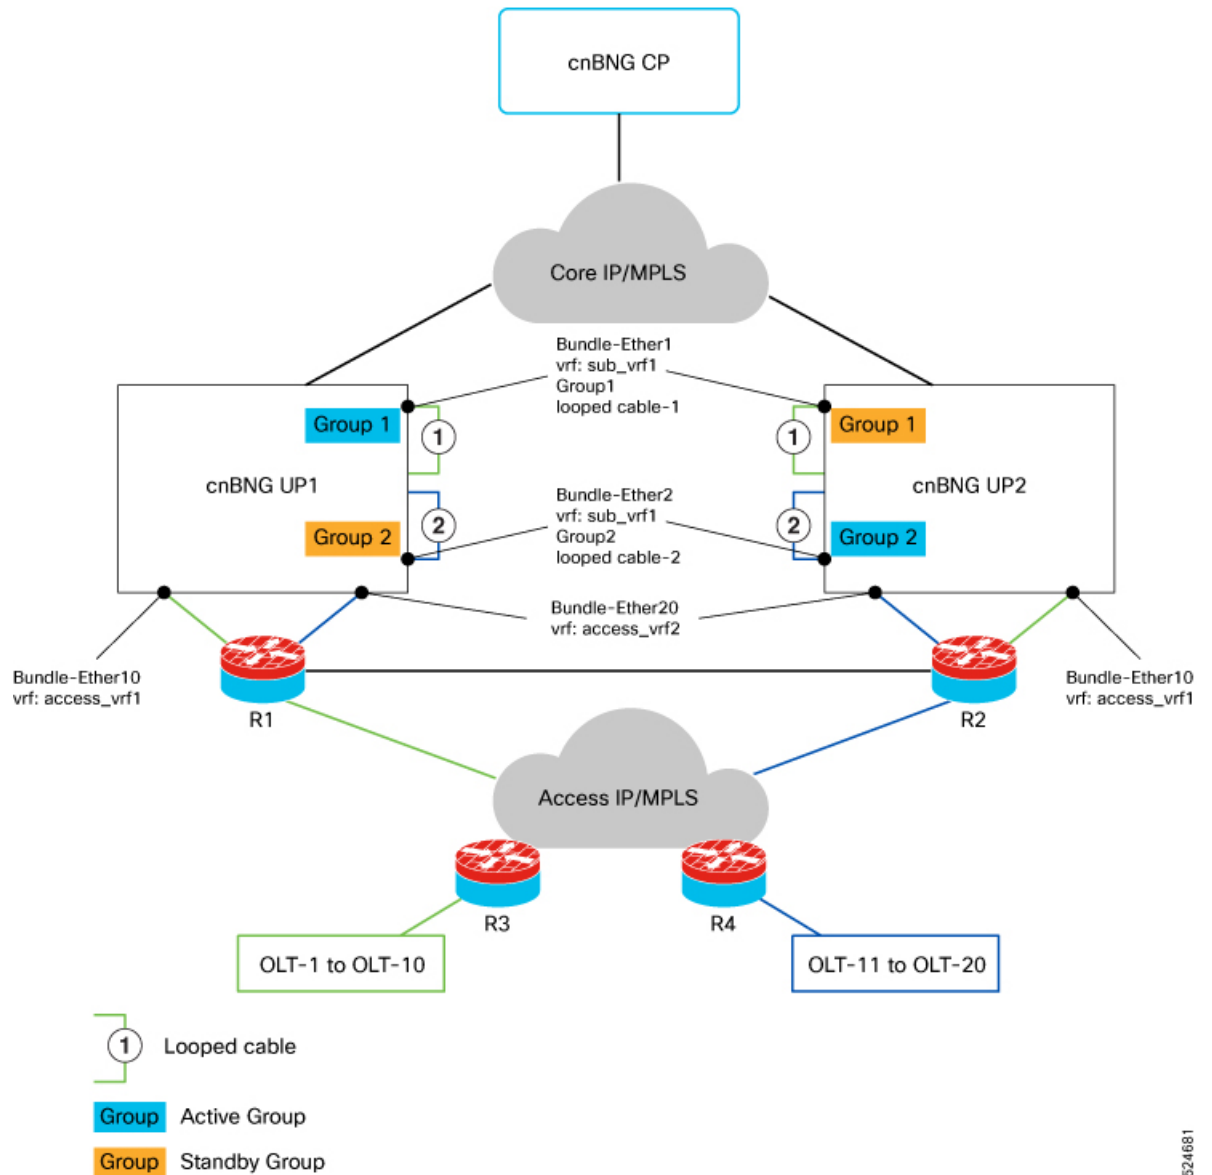 cnBNG CP
Core IP/MPLS
Bundle-Ether1
vrf: sub_vrf1
Group1
looped cable-1
Group 1
1
cnBNG UP1
2
Group 2
1
Group 1
cnBNG UP2
2
Group 2
Bundle-Ether2
vrf: sub_vrf1
Group2
looped cable-2
Bundle-Ether20
vrf: access_vrf2
Bundle-Ether10
vrf: access_vrf1
R1
Bundle-Ether10
vrf: access_vrf1
R2
Access IP/MPLS
R3
R4
OLT-1 to OLT-10
OLT-11 to OLT-20
1
Looped cable
Group
Active Group
Group
Standby Group
524681